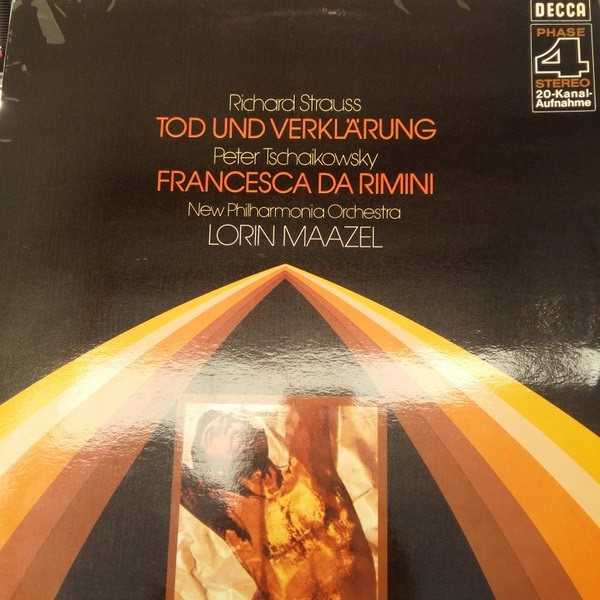 DECCA
PHASE
4
STEREO
20-Kanal-
Aufnahme
Richard Strauss
TOD UND VERKLÄRUNG
Peter Tschaikowsky
FRANCESCA DA RIMINI
New Philharmonia Orchestra
LORIN MAAZEL